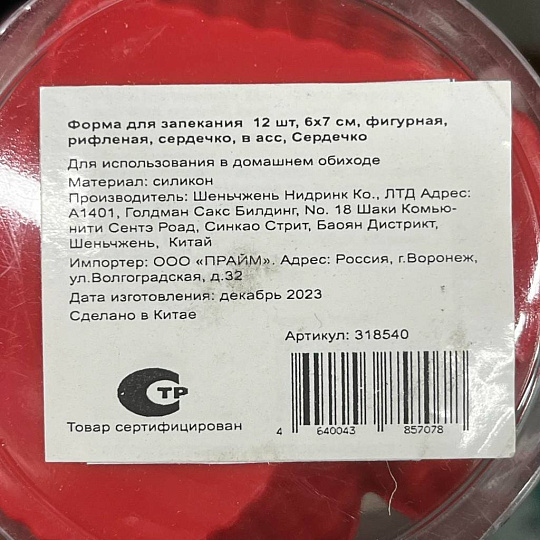 Форма для запекания 12 шт, 6х7 см, фигурная,
рифленая, сердечко, в асс, Сердечко
Для использования в домашнем обиходе
Материал: силикон
Производитель: Шеньчжень Нидринк Ко., ЛТД Адрес:
А1401, Голдман Сакс Билдинг, No. 18 Шаки Комью-
нити Сентэ Роад, Синкао Стрит, Баоян Дистрикт,
Шеньчжень, Китай
Импортер: ООО «ПРАЙМ». Адрес: Россия, г.Воронеж,
ул.Волгоградская, д.32
Дата изготовления: декабрь 2023
Сделано в Китае
Артикул: 318540
СТР
Товар сертифицирован
4 640043 857078